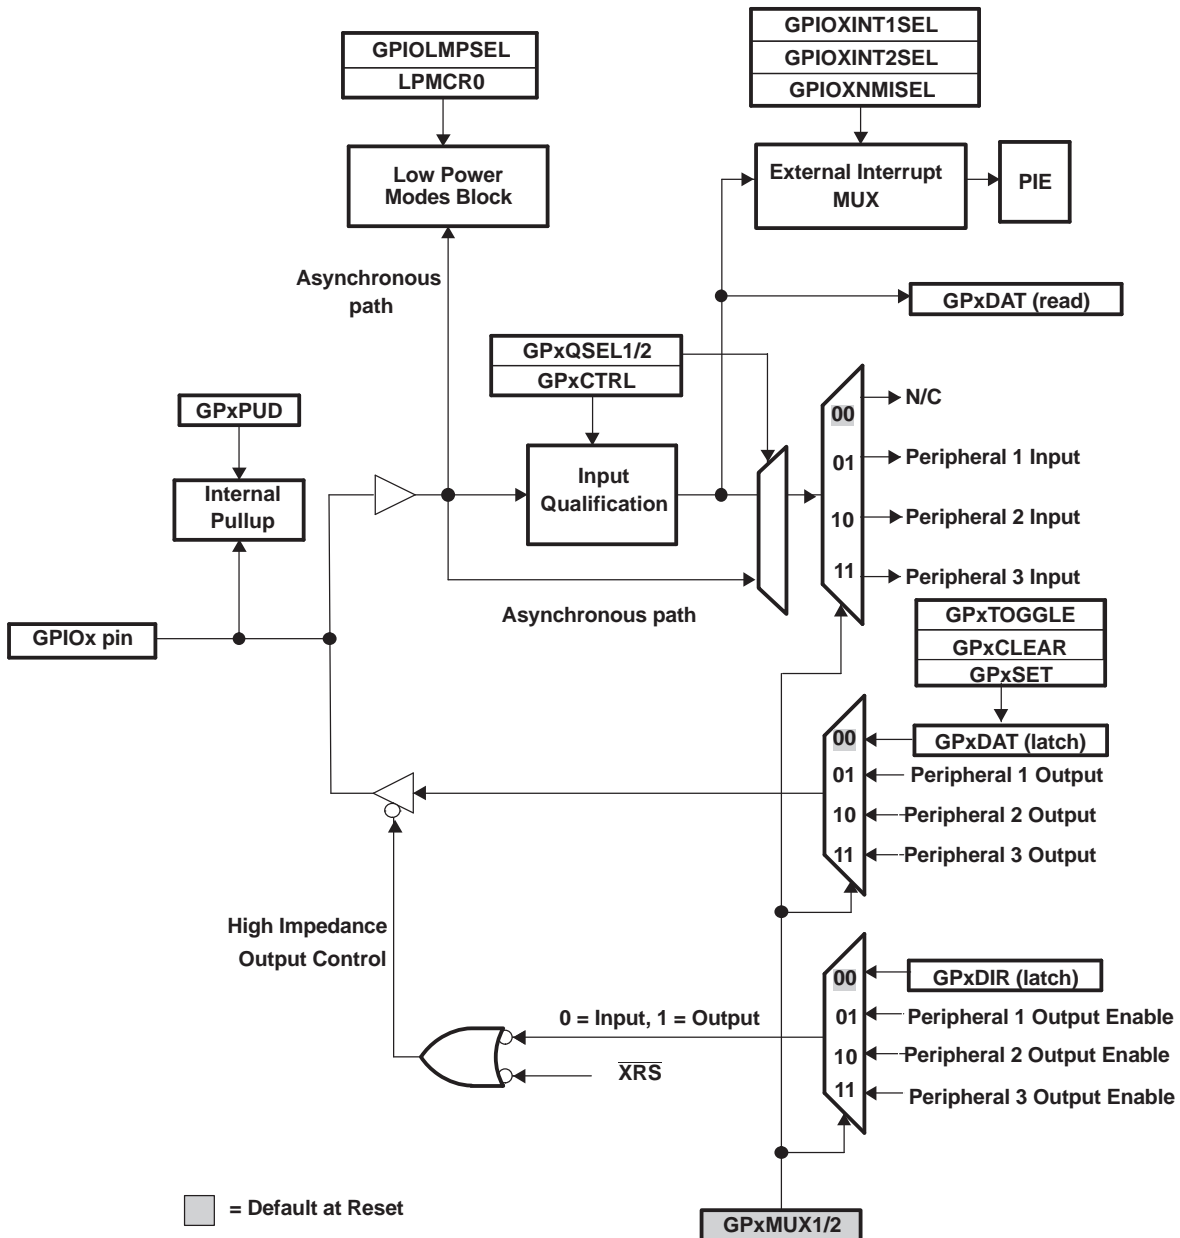 GPIOLMPSEL
LPMCR0
Low Power
Modes Block
GPIOXINT1SEL
GPIOXINT2SEL
GPIOXNMISEL
External Interrupt
MUX
PIE
Asynchronous
path
GPxDAT (read)
GPxQSEL1/2
GPxCTRL
GPxPUD
Internal
Pullup
Input
Qualification
00
01
10
11
N/C
Peripheral 1 Input
Peripheral 2 Input
Peripheral 3 Input
Asynchronous path
GPIOx pin
GPxTOGGLE
GPxCLEAR
GPxSET
00
01
10
11
GPxDAT (latch)
Peripheral 1 Output
Peripheral 2 Output
Peripheral 3 Output
High Impedance
Output Control
00
01
10
11
GPxDIR (latch)
Peripheral 1 Output Enable
Peripheral 2 Output Enable
Peripheral 3 Output Enable
0 = Input, 1 = Output
XRS
= Default at Reset
GPxMUX1/2